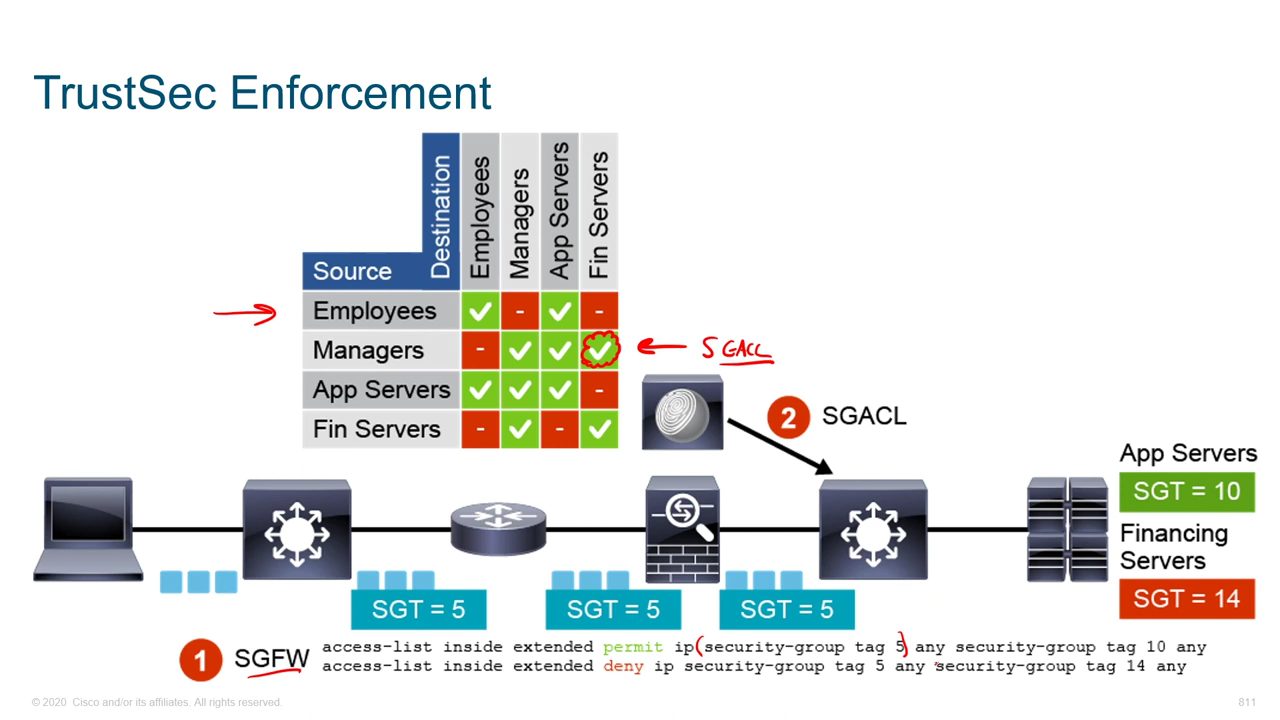 TrustSec Enforcement
Destination
Employees
Managers
App Servers
Fin Servers
Source
Employees ✓ - ✓ -
Managers - ✓ ✓ ✓
App Servers ✓ ✓ ✓ -
Fin Servers - ✓ - ✓
SGACL
2 SGACL
App Servers
SGT = 10
Financing
Servers
SGT = 14
SGT = 5
SGT = 5
SGT = 5
1 SGFW
access-list inside extended permit ip(security-group tag 5) any security-group tag 10 any
access-list inside extended deny ip security-group tag 5 any security-group tag 14 any
© 2020 Cisco and/or its affiliates. All rights reserved.
811